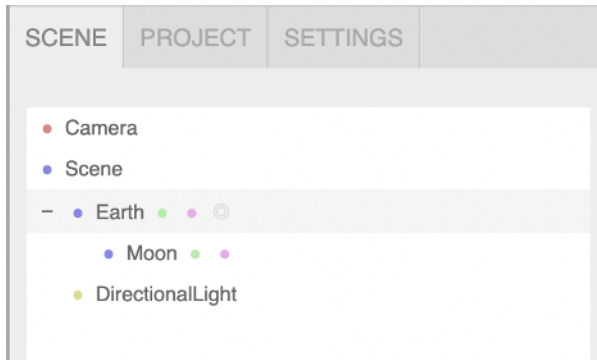 SCENE PROJECT SETTINGS
Camera
Scene
Earth
Moon
DirectionalLight